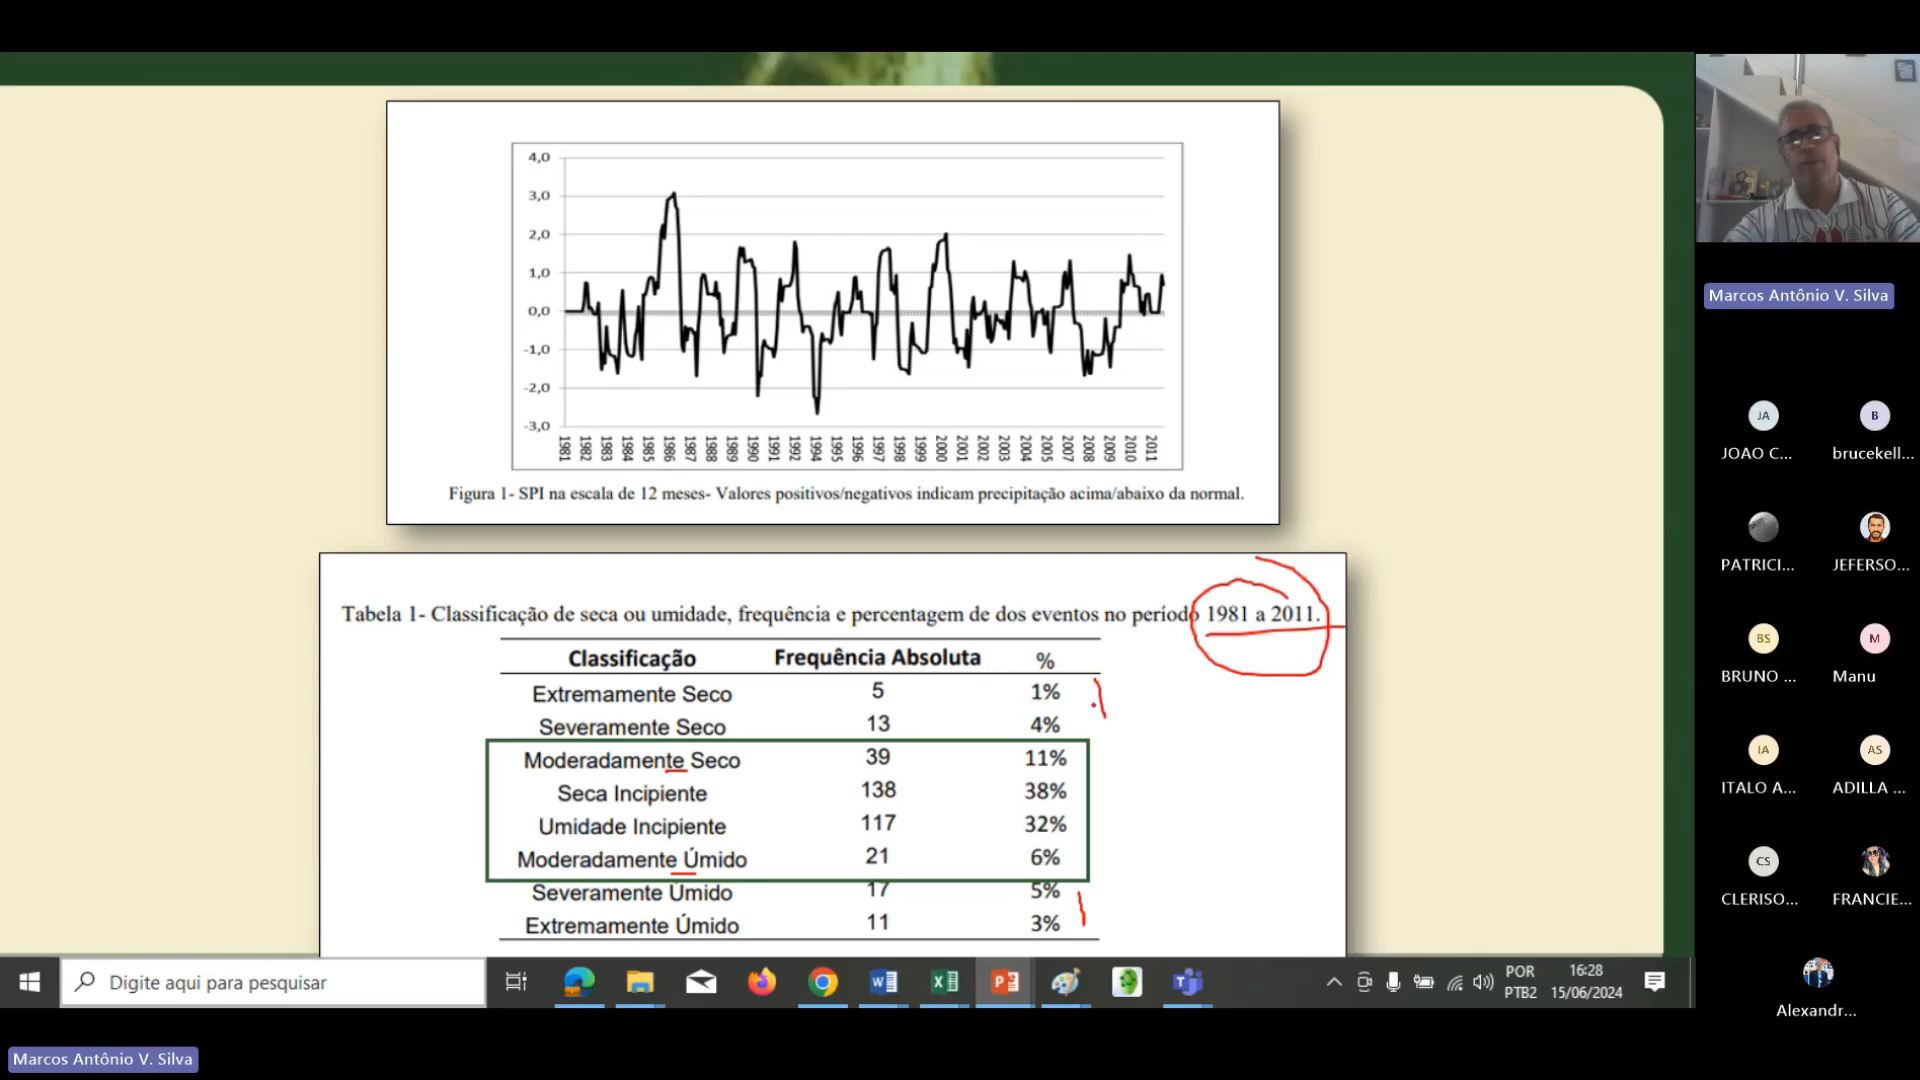 4,0
3,0
2,0
1,0
0,0
-1,0
-2,0
-3,0
1981 1982 1983 1984 1985 1986 1987 1988 1989 1990 1991 1992 1994 1995 1996 1997 1998 1999 2000 2001 2002 2003 2004 2005 2007 2008 2009 2010 2011
Figura 1- SPI na escala de 12 meses- Valores positivos/negativos indicam precipitação acima/abaixo da normal.
Tabela 1- Classificação de seca ou umidade, frequência e percentagem de dos eventos no período 1981 a 2011.
Classificação Frequência Absoluta %
Extremamente Seco 5 1%
Severamente Seco 13 4%
Moderadamente Seco 39 11%
Seca Incipiente 138 38%
Umidade Incipiente 117 32%
Moderadamente Úmido 21 6%
Severamente Úmido 17 5%
Extremamente Úmido 11 3%
Digite aqui para pesquisar
POR
PTB2
16:28
15/06/2024
Marcos Antônio V. Silva
Marcos Antônio V. Silva
JA
JOAO C...
B
brucekell...
PATRICI...
JEFERSO...
BS
BRUNO ...
M
Manu
IA
ITALO A...
AS
ADILLA ...
CS
CLERISO...
FRANCIE...
Alexandr...